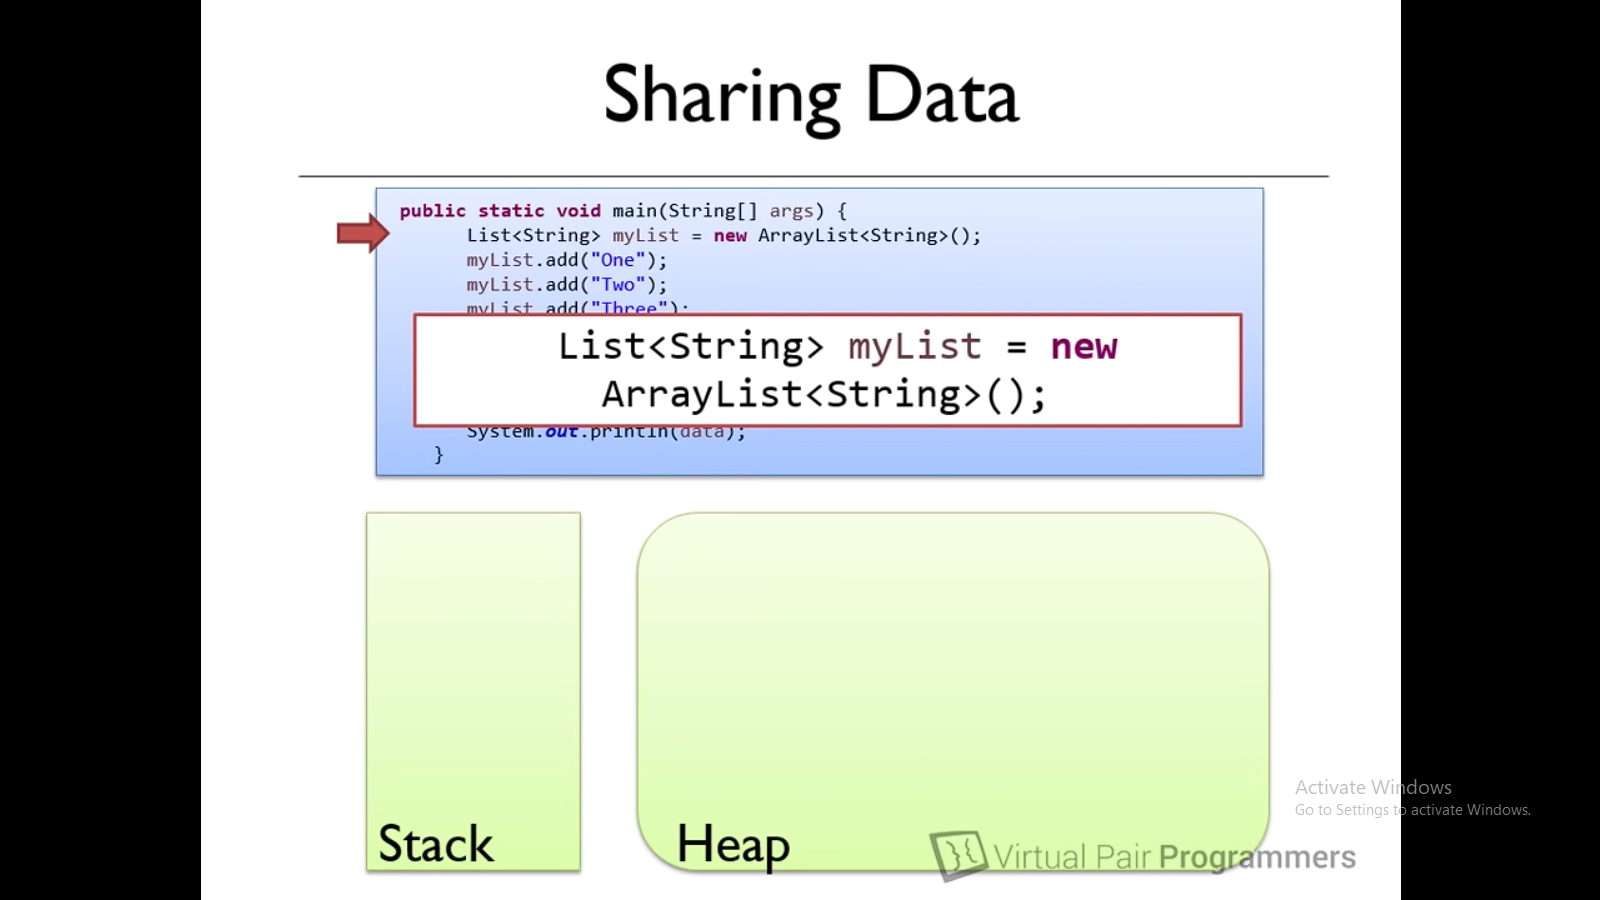 Sharing Data
public static void main(String[] args) {
List<String> myList = new ArrayList<String>();
myList.add("One");
myList.add("Two");
myList.add("Three");
List<String> myList = new
ArrayList<String>();
System.out.println(data);
}
Stack
Heap
Activate Windows
Go to Settings to activate Windows.
Virtual Pair Programmers